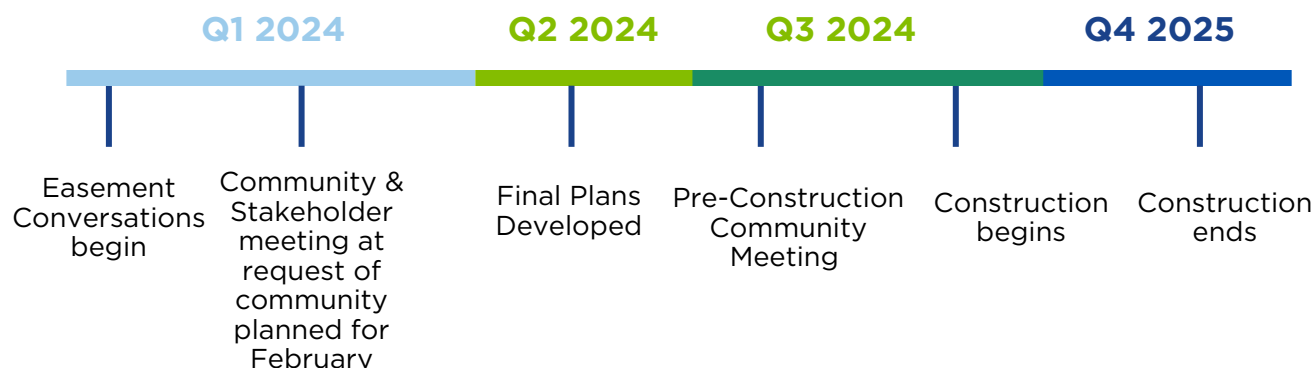 Q1 2024
Q2 2024
Q3 2024
Q4 2025
Easement
Conversations
begin
Community &
Stakeholder
meeting at
request of
community
planned for
February
Final Plans
Developed
Pre-Construction
Community
Meeting
Construction
begins
Construction
ends